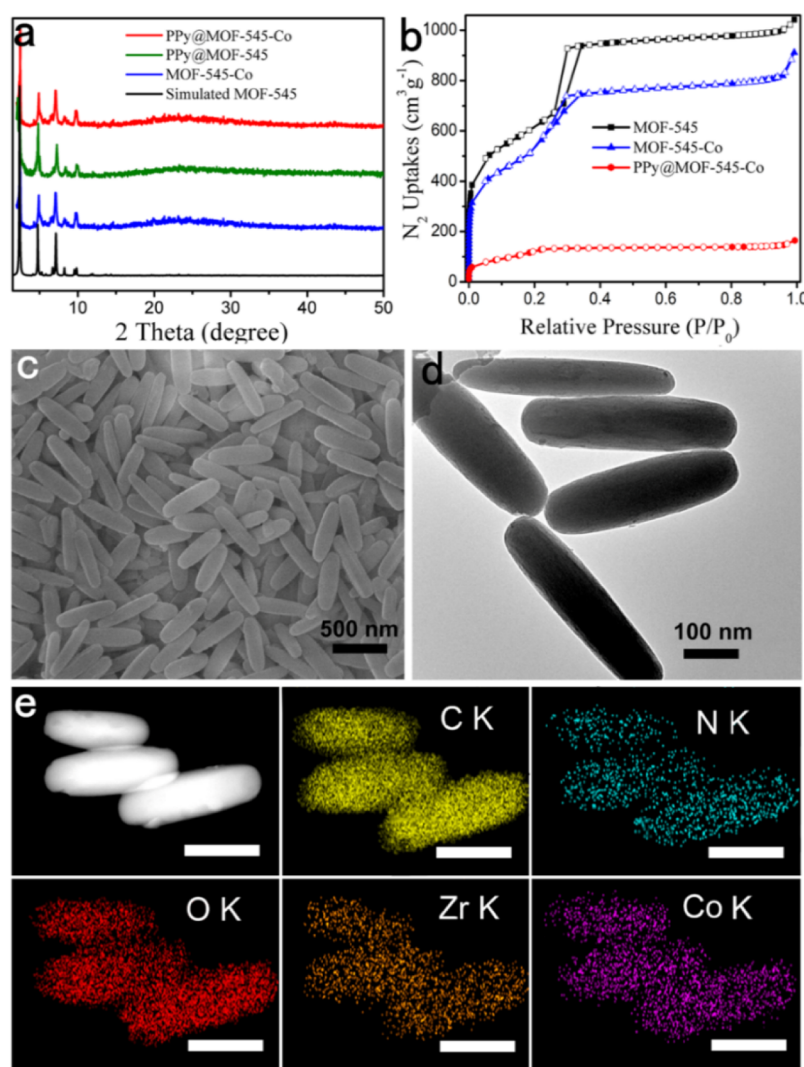 a
PPy@MOF-545-Co
PPy@MOF-545
MOF-545-Co
Simulated MOF-545
10 20 30 40 50
2 Theta (degree)
b
1000
800
600
400
200
0
N₂ Uptakes (cm³ g⁻¹)
MOF-545
MOF-545-Co
PPy@MOF-545-Co
0.0 0.2 0.4 0.6 0.8 1.0
Relative Pressure (P/P₀)
c
500 nm
d
100 nm
e
C K
N K
O K
Zr K
Co K